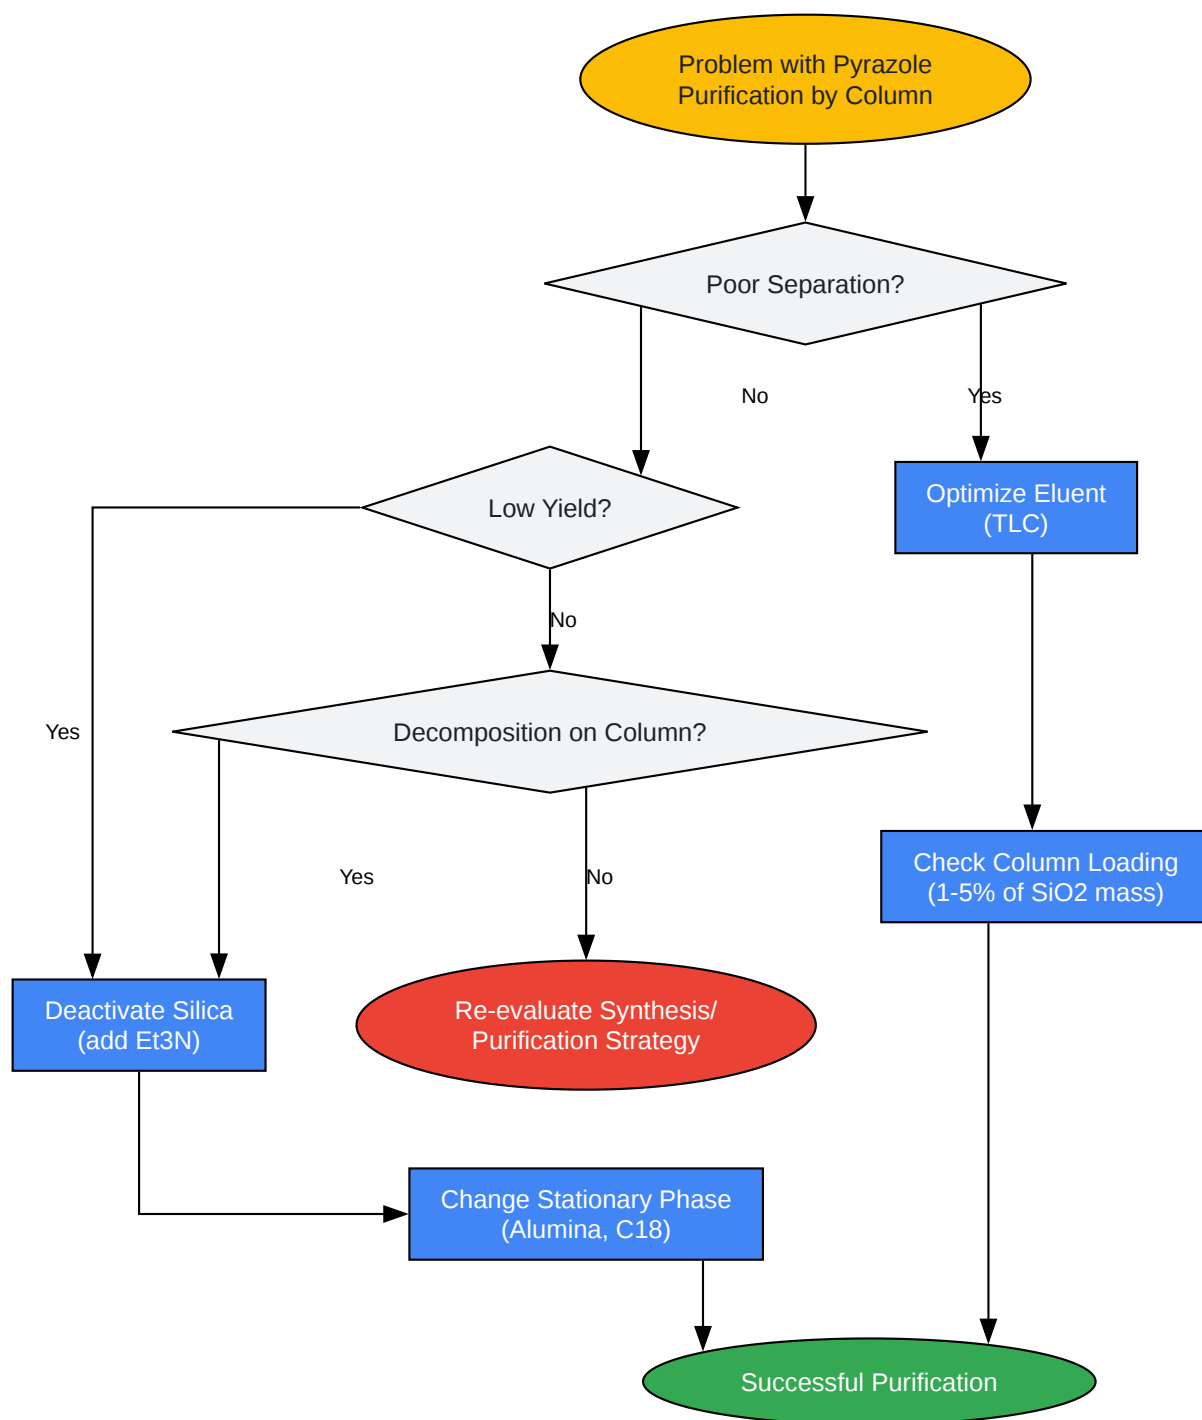 Problem with Pyrazole
Purification by Column
Poor Separation?
No
Yes
Low Yield?
Optimize Eluent
(TLC)
No
Yes
Decomposition on Column?
Check Column Loading
(1-5% of SiO2 mass)
Yes
No
Deactivate Silica
(add Et3N)
Re-evaluate Synthesis/
Purification Strategy
Change Stationary Phase
(Alumina, C18)
Successful Purification